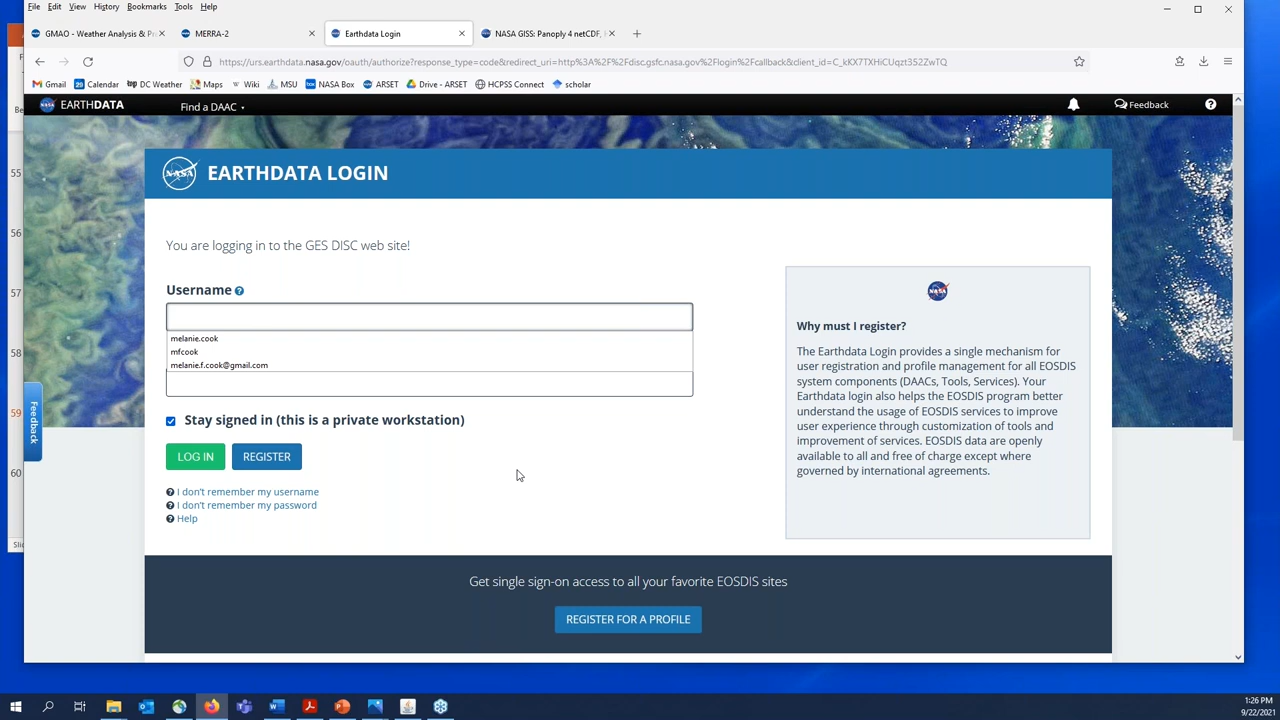 File Edit View History Bookmarks Tools Help
GMAO - Weather Analysis & Pr
MERRA-2
Earthdata Login
NASA GISS: Panoply 4 netCDF,
https://urs.earthdata.nasa.gov/oauth/authorize?response_type=code&redirect_uri=http%3A%2F%2Fdisc.gsfc.nasa.gov%2Flogin%2Fcallback&client_id=C_kKX7TXHiCUqzt352ZwTQ
Gmail Calendar DC Weather Maps Wiki MSU NASA Box ARSET Drive - ARSET HCPSS Connect scholar
EARTHDATA Find a DAAC Feedback
EARTHDATA LOGIN
You are logging in to the GES DISC web site!
Username
melanie.cook
mfcook
melanie.f.cook@gmail.com
Stay signed in (this is a private workstation)
LOG IN REGISTER
I don't remember my username
I don't remember my password
Help
Why must I register?
The Earthdata Login provides a single mechanism for
user registration and profile management for all EOSDIS
system components (DAACs, Tools, Services). Your
Earthdata login also helps the EOSDIS program better
understand the usage of EOSDIS services to improve
user experience through customization of tools and
improvement of services. EOSDIS data are openly
available to all and free of charge except where
governed by international agreements.
Get single sign-on access to all your favorite EOSDIS sites
REGISTER FOR A PROFILE
Feedback
55
56
57
58
59
60
1:26 PM
9/22/2021